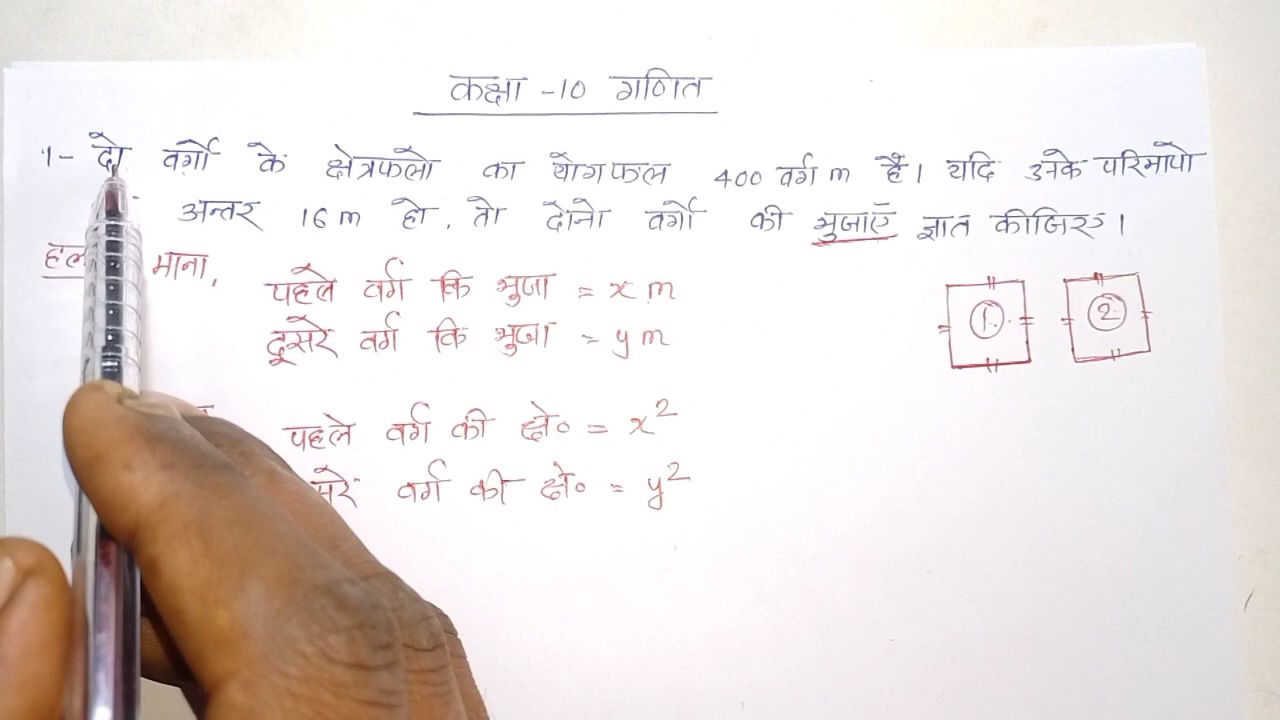 कक्षा -10 गणित
1- दो वर्गो के क्षेत्रफलो का योगफल 400 वर्ग m है। यदि उनके परिमापो
अन्तर 16 m हो, तो दोनो वर्गो की भुजाएँ ज्ञात कीजिए।
हल माना,
पहले वर्ग कि भुजा = x m
दूसरे वर्ग कि भुजा = y m
1
2
पहले वर्ग की क्षे० = x²
वर्ग की क्षे० = y²